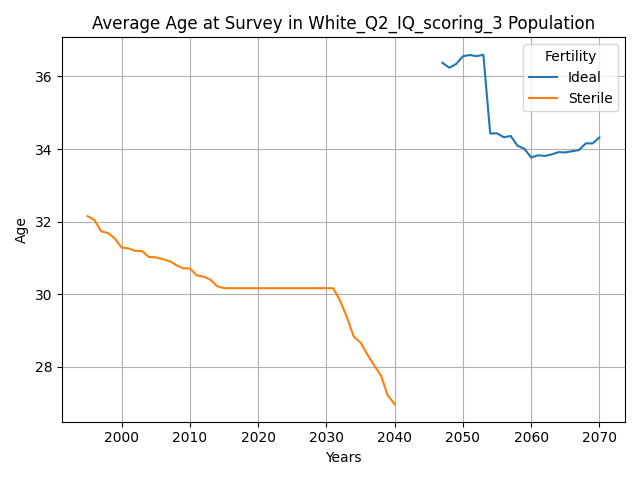 Average Age at Survey in White_Q2_IQ_scoring_3 Population
Fertility
Ideal
Sterile
Age
36
34
32
30
28
2000 2010 2020 2030 2040 2050 2060 2070
Years